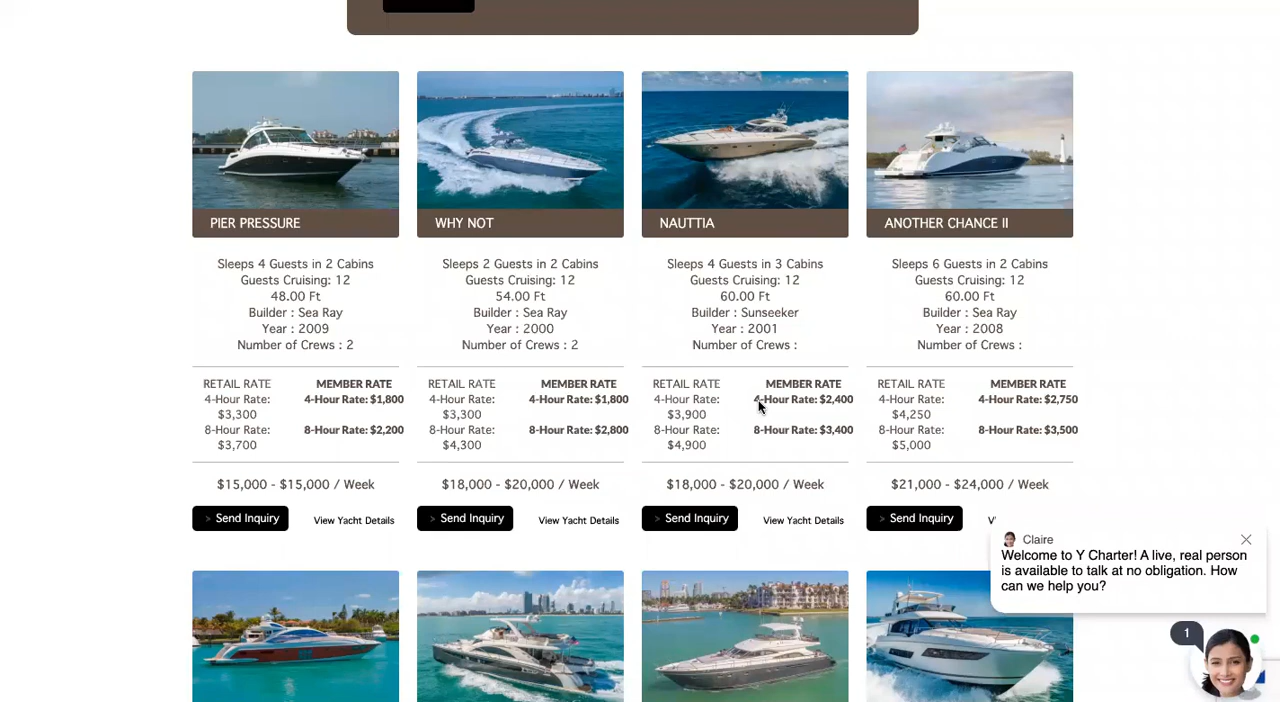 PIER PRESSURE
Sleeps 4 Guests in 2 Cabins
Guests Cruising: 12
48.00 Ft
Builder : Sea Ray
Year : 2009
Number of Crews : 2
RETAIL RATE
4-Hour Rate:
$3,300
8-Hour Rate:
$3,700
MEMBER RATE
4-Hour Rate: $1,800
8-Hour Rate: $2,200
$15,000 - $15,000 / Week
> Send Inquiry
View Yacht Details
WHY NOT
Sleeps 2 Guests in 2 Cabins
Guests Cruising: 12
54.00 Ft
Builder : Sea Ray
Year : 2000
Number of Crews : 2
RETAIL RATE
4-Hour Rate:
$3,300
8-Hour Rate:
$4,300
MEMBER RATE
4-Hour Rate: $1,800
8-Hour Rate: $2,800
$18,000 - $20,000 / Week
> Send Inquiry
View Yacht Details
NAUTTIA
Sleeps 4 Guests in 3 Cabins
Guests Cruising: 12
60.00 Ft
Builder : Sunseeker
Year : 2001
Number of Crews :
RETAIL RATE
4-Hour Rate:
$3,900
8-Hour Rate:
$4,900
MEMBER RATE
4-Hour Rate: $2,400
8-Hour Rate: $3,400
$18,000 - $20,000 / Week
> Send Inquiry
View Yacht Details
ANOTHER CHANCE II
Sleeps 6 Guests in 2 Cabins
Guests Cruising: 12
60.00 Ft
Builder : Sea Ray
Year : 2008
Number of Crews :
RETAIL RATE
4-Hour Rate:
$4,250
8-Hour Rate:
$5,000
MEMBER RATE
4-Hour Rate: $2,750
8-Hour Rate: $3,500
$21,000 - $24,000 / Week
> Send Inquiry
Claire
Welcome to Y Charter! A live, real person
is available to talk at no obligation. How
can we help you?
1